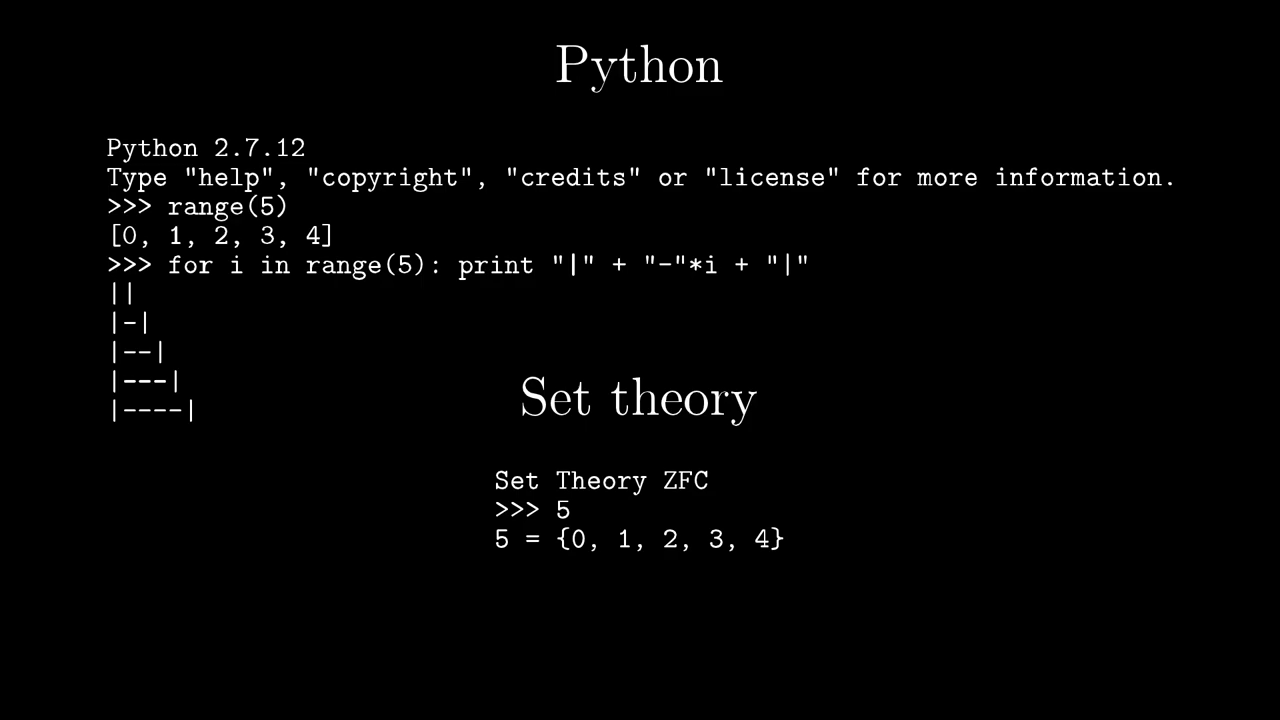 Python
Python 2.7.12
Type "help", "copyright", "credits" or "license" for more information.
>>> range(5)
[0, 1, 2, 3, 4]
>>> for i in range(5): print "|" + "-"*i + "|"
||
|-|
|--|
|---|
|----|
Set theory
Set Theory ZFC
>>> 5
5 = {0, 1, 2, 3, 4}